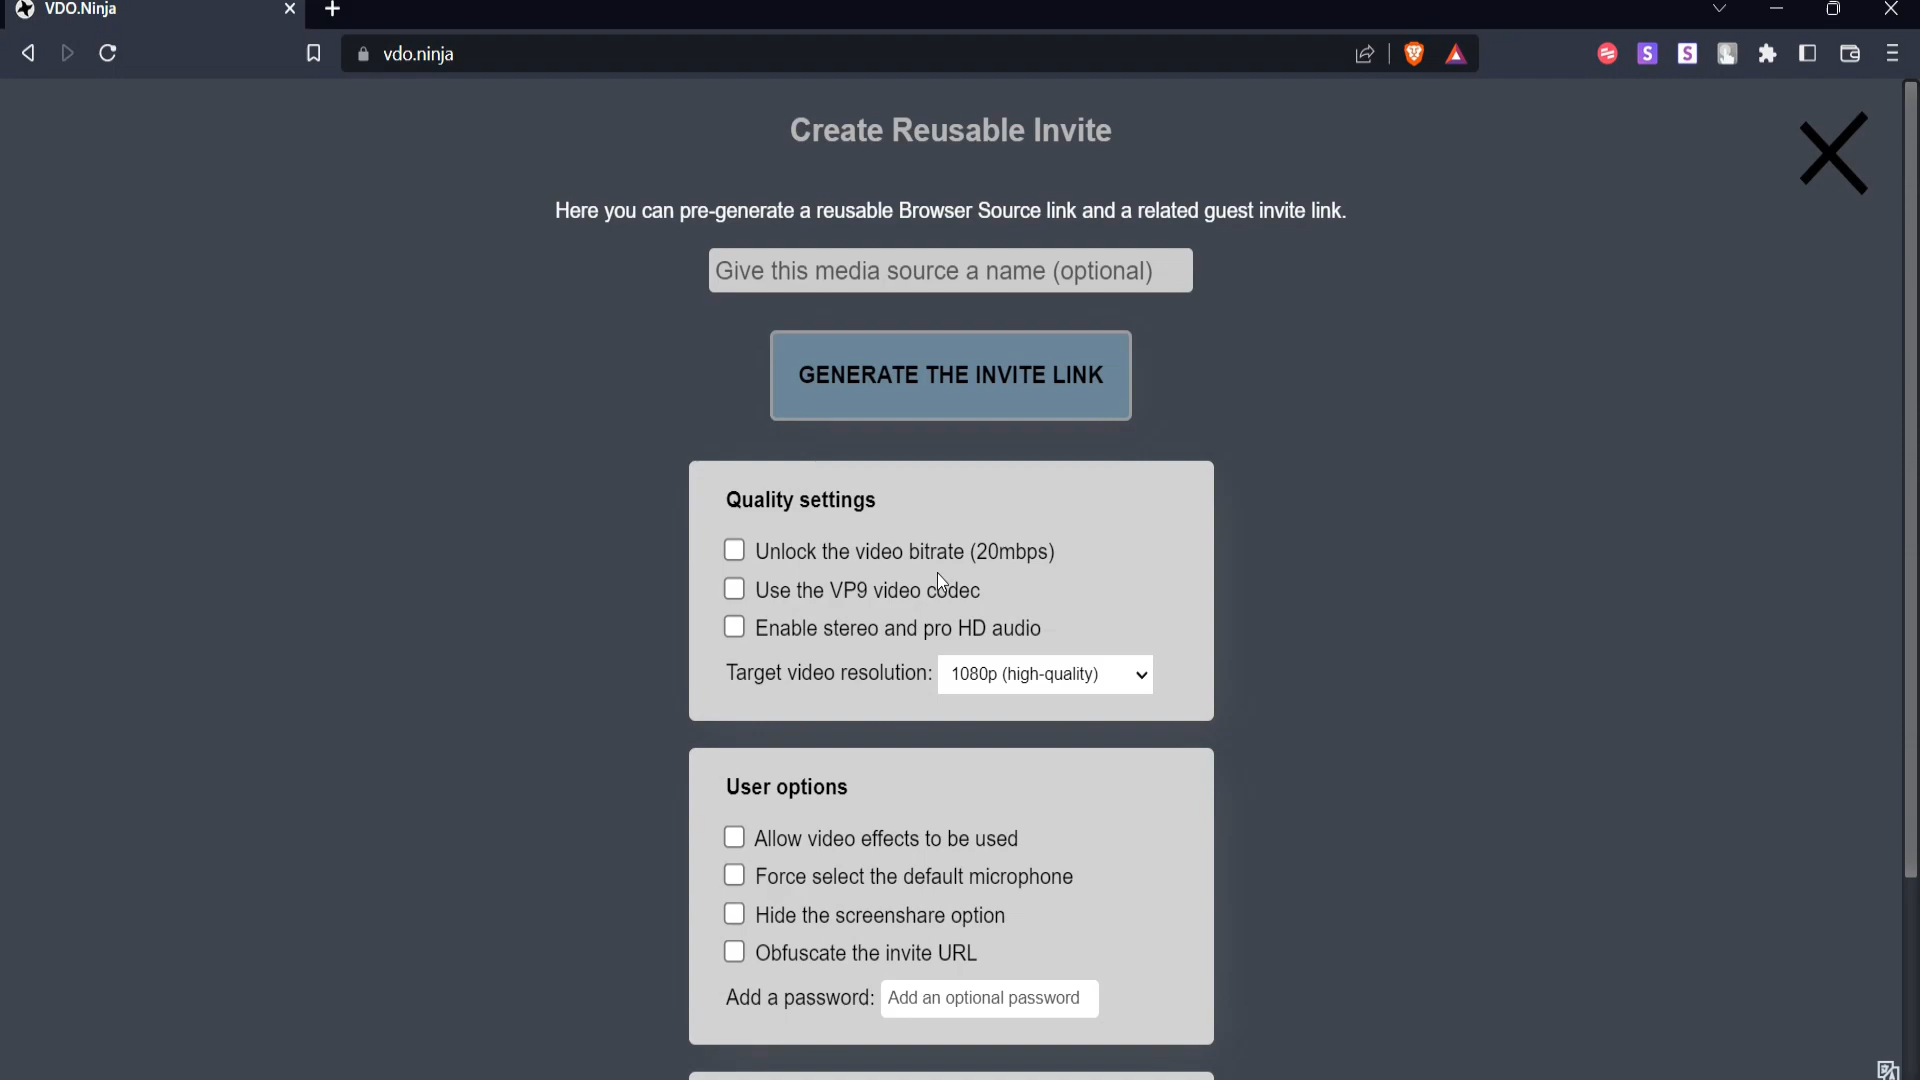 VDO.Ninja
vdo.ninja
Create Reusable Invite
Here you can pre-generate a reusable Browser Source link and a related guest invite link.
Give this media source a name (optional)
GENERATE THE INVITE LINK
Quality settings
Unlock the video bitrate (20mbps)
Use the VP9 video codec
Enable stereo and pro HD audio
Target video resolution: 1080p (high-quality)
User options
Allow video effects to be used
Force select the default microphone
Hide the screenshare option
Obfuscate the invite URL
Add a password: Add an optional password